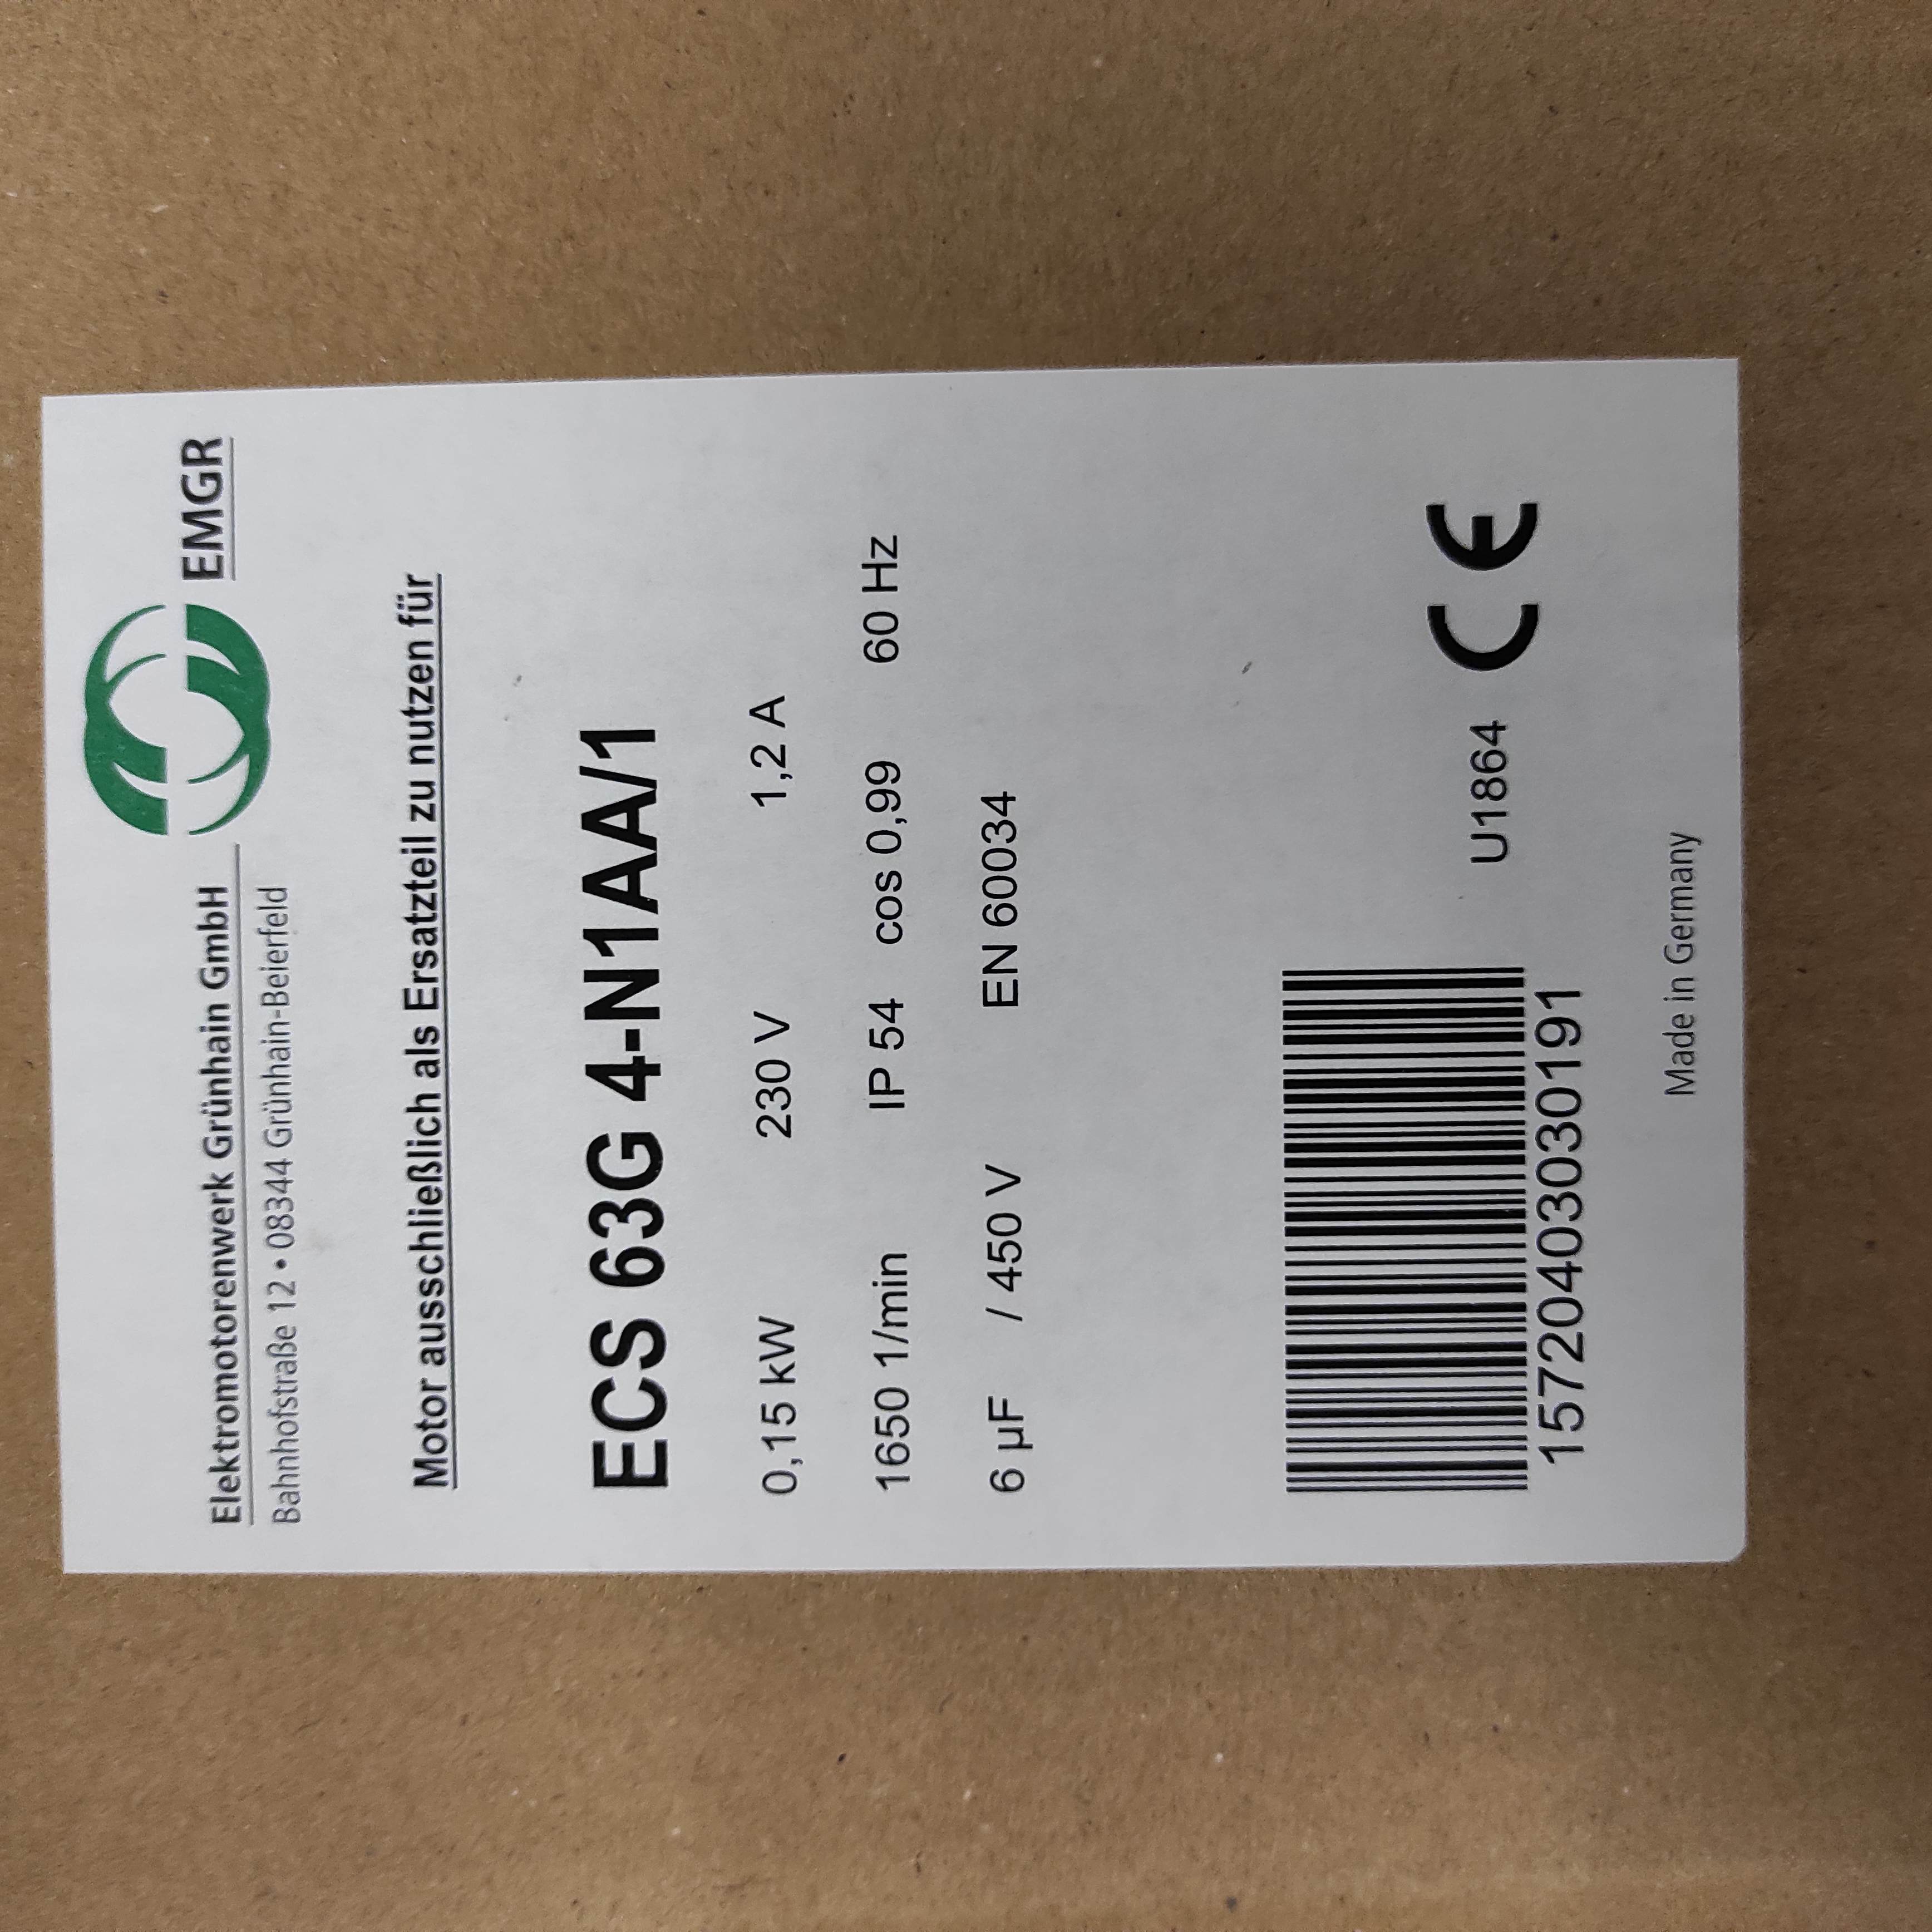 Elektromotorenwerk Grünhain GmbH EMGR
Bahnhofstraße 12 • 08344 Grünhain-Beierfeld
Motor ausschließlich als Ersatzteil zu nutzen für
ECS 63G 4-N1AA/1
0,15 kW 230 V 1,2 A
1650 1/min IP 54 cos 0,99 60 Hz
6 µF / 450 V EN 60034
U1864 CE
1572040303030191
Made in Germany